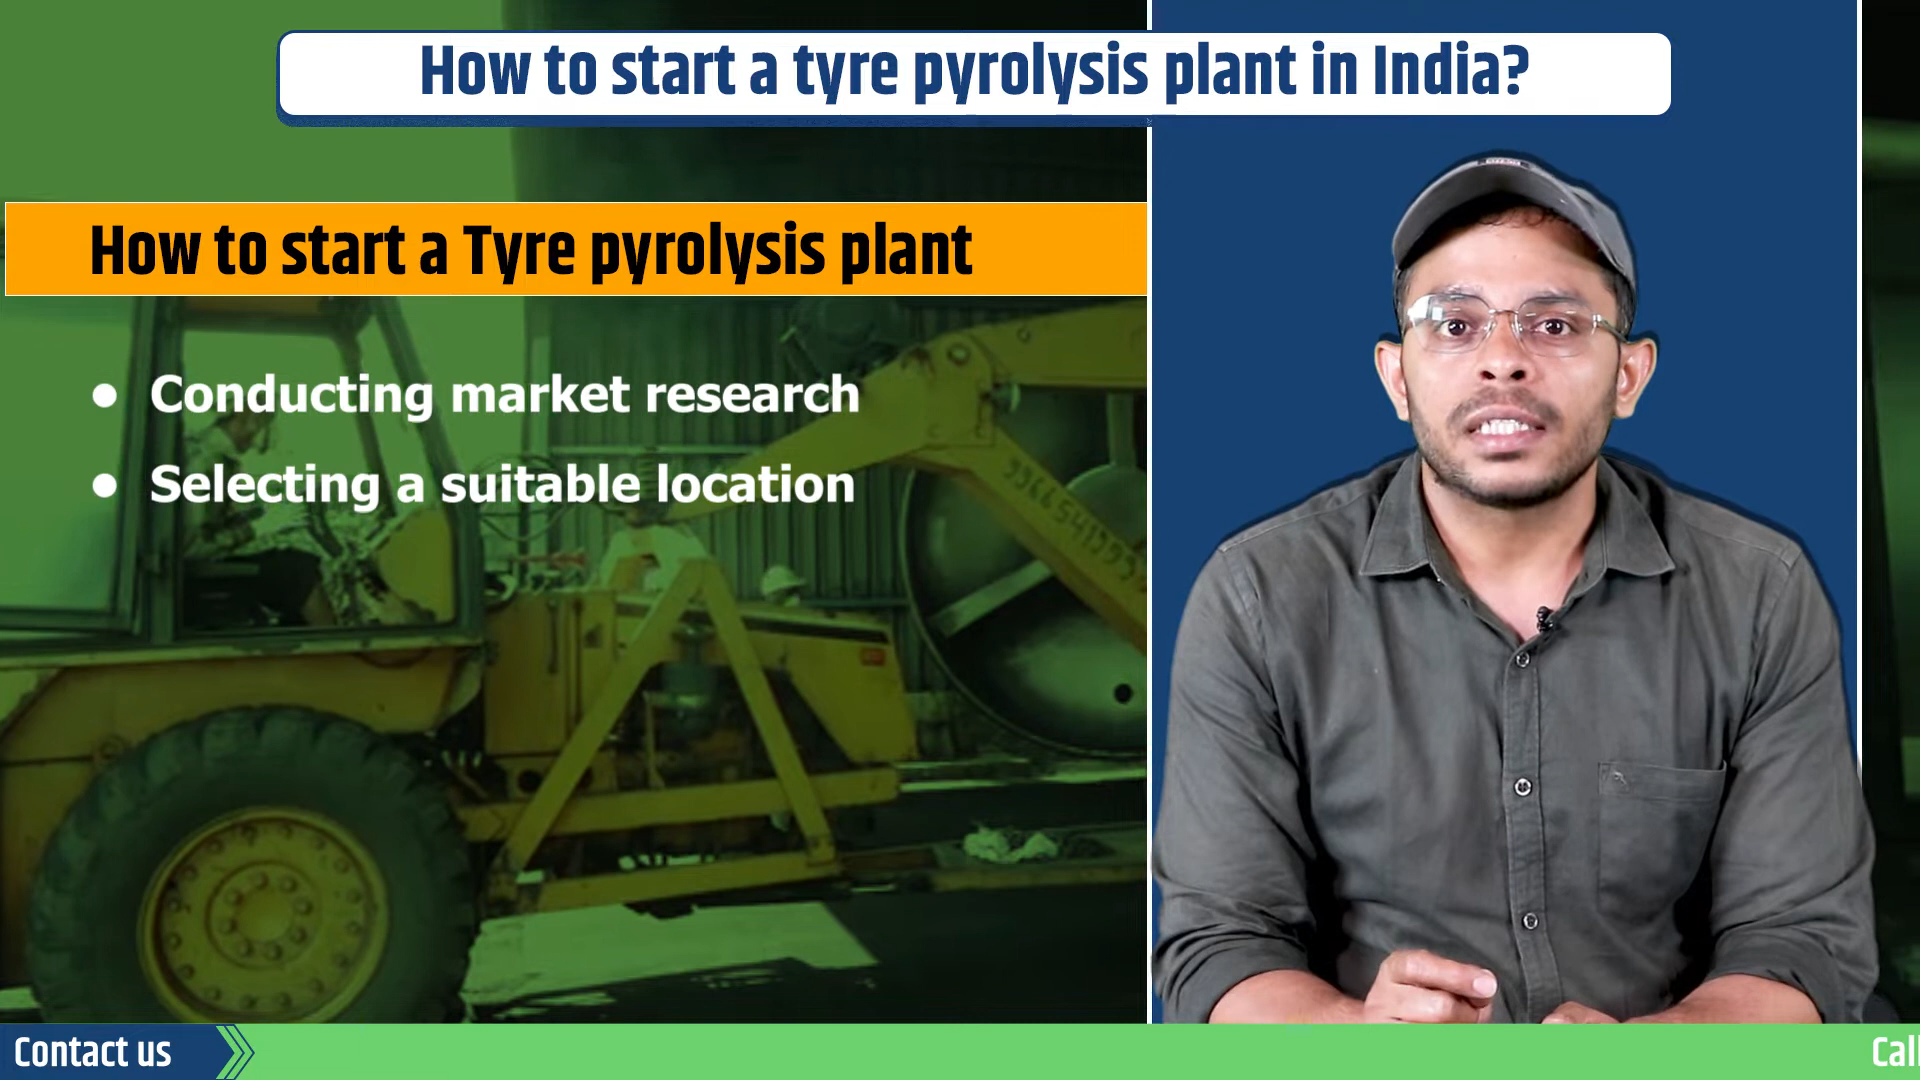 How to start a tyre pyrolysis plant in India?
How to start a Tyre pyrolysis plant
● Conducting market research
● Selecting a suitable location
Contact us
Call